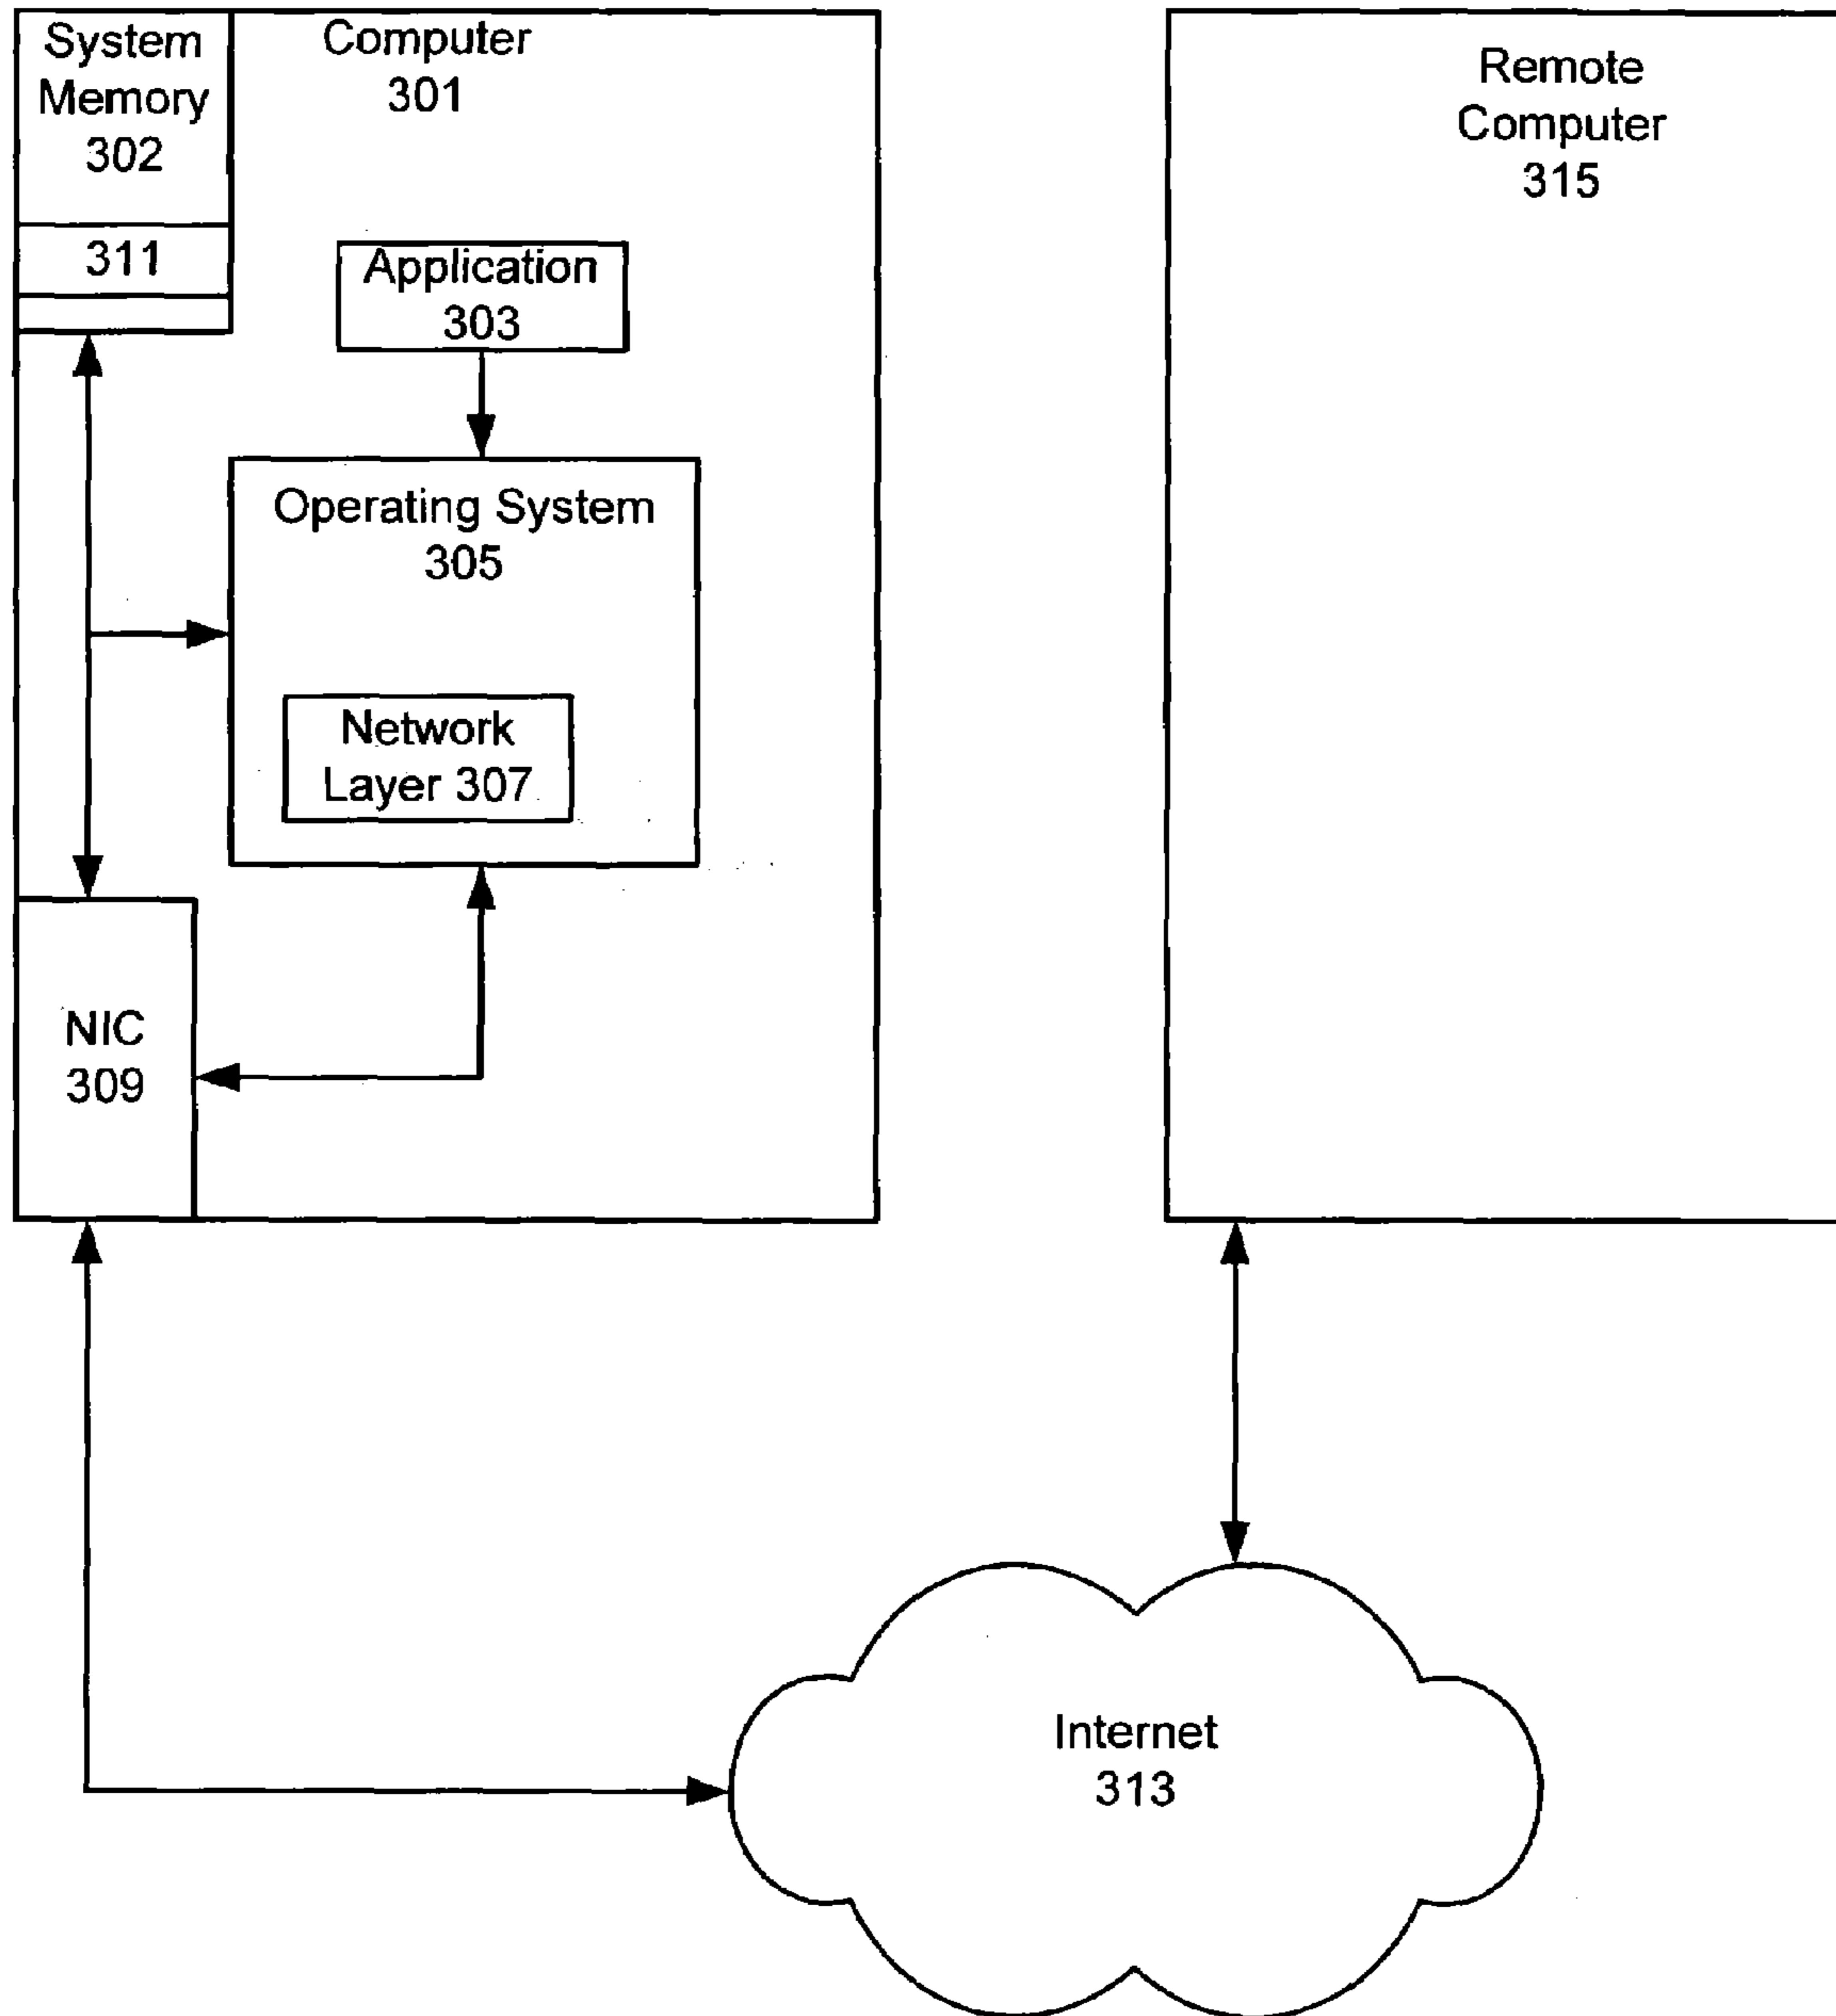 System
Memory
302
311
Computer
301
Application
303
Operating System
305
Network
Layer 307
NIC
309
Remote
Computer
315
Internet
313